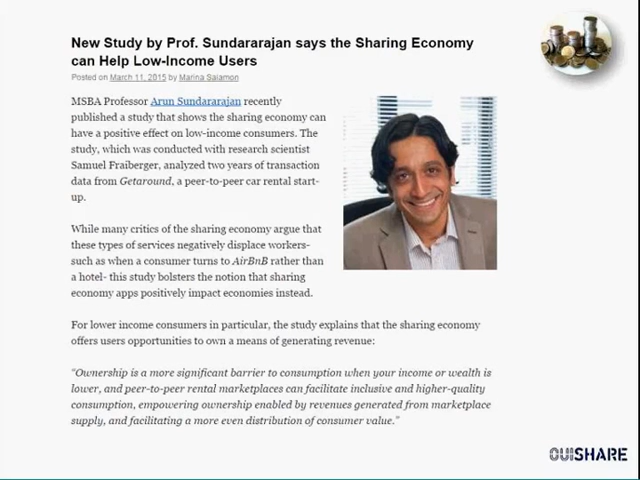 New Study by Prof. Sundararajan says the Sharing Economy
can Help Low-Income Users
Posted on March 11, 2015 by Marina Salamon
MSBA Professor Arun Sundararajan recently
published a study that shows the sharing economy can
have a positive effect on low-income consumers. The
study, which was conducted with research scientist
Samuel Fraiberger, analyzed two years of transaction
data from Getaround, a peer-to-peer car rental start-
up.
While many critics of the sharing economy argue that
these types of services negatively displace workers-
such as when a consumer turns to AirBnB rather than
a hotel- this study bolsters the notion that sharing
economy apps positively impact economies instead.
For lower income consumers in particular, the study explains that the sharing economy
offers users opportunities to own a means of generating revenue:
“Ownership is a more significant barrier to consumption when your income or wealth is
lower, and peer-to-peer rental marketplaces can facilitate inclusive and higher-quality
consumption, empowering ownership enabled by revenues generated from marketplace
supply, and facilitating a more even distribution of consumer value.”
OUISHARE